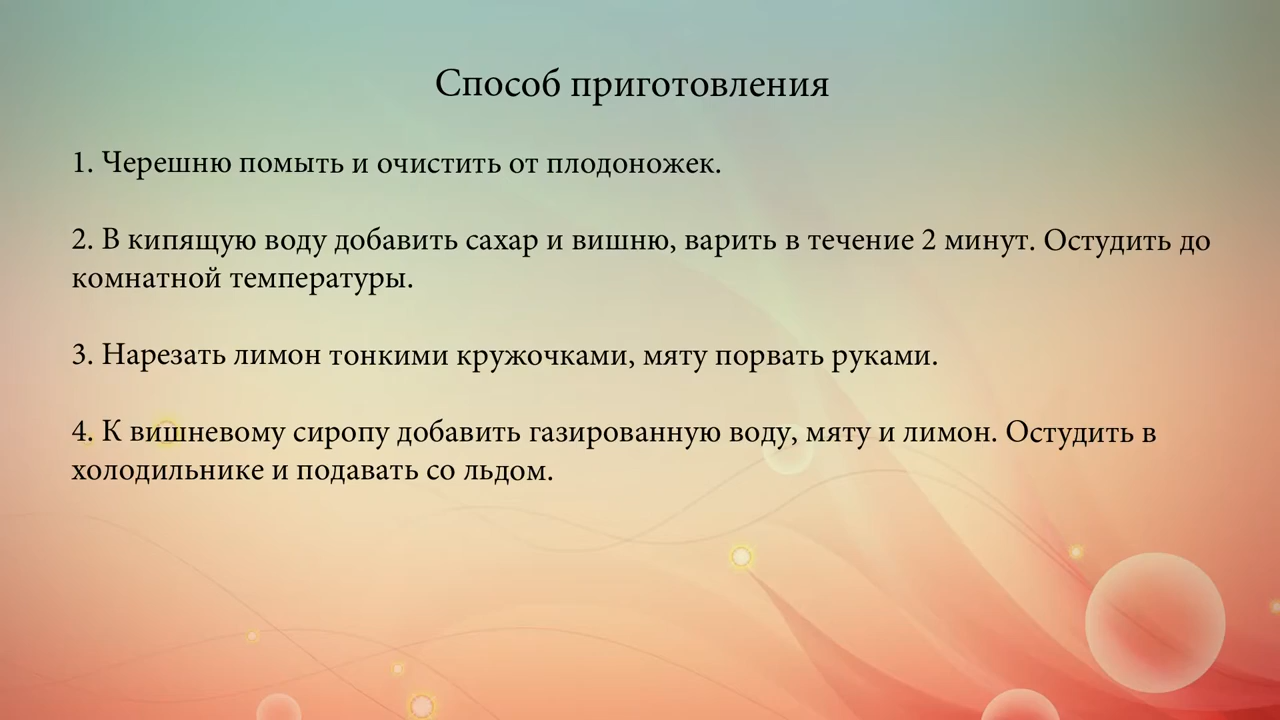 Способ приготовления
1. Черешню помыть и очистить от плодоножек.
2. В кипящую воду добавить сахар и вишню, варить в течение 2 минут. Остудить до
комнатной температуры.
3. Нарезать лимон тонкими кружочками, мяту порвать руками.
4. К вишневому сиропу добавить газированную воду, мяту и лимон. Остудить в
холодильнике и подавать со льдом.